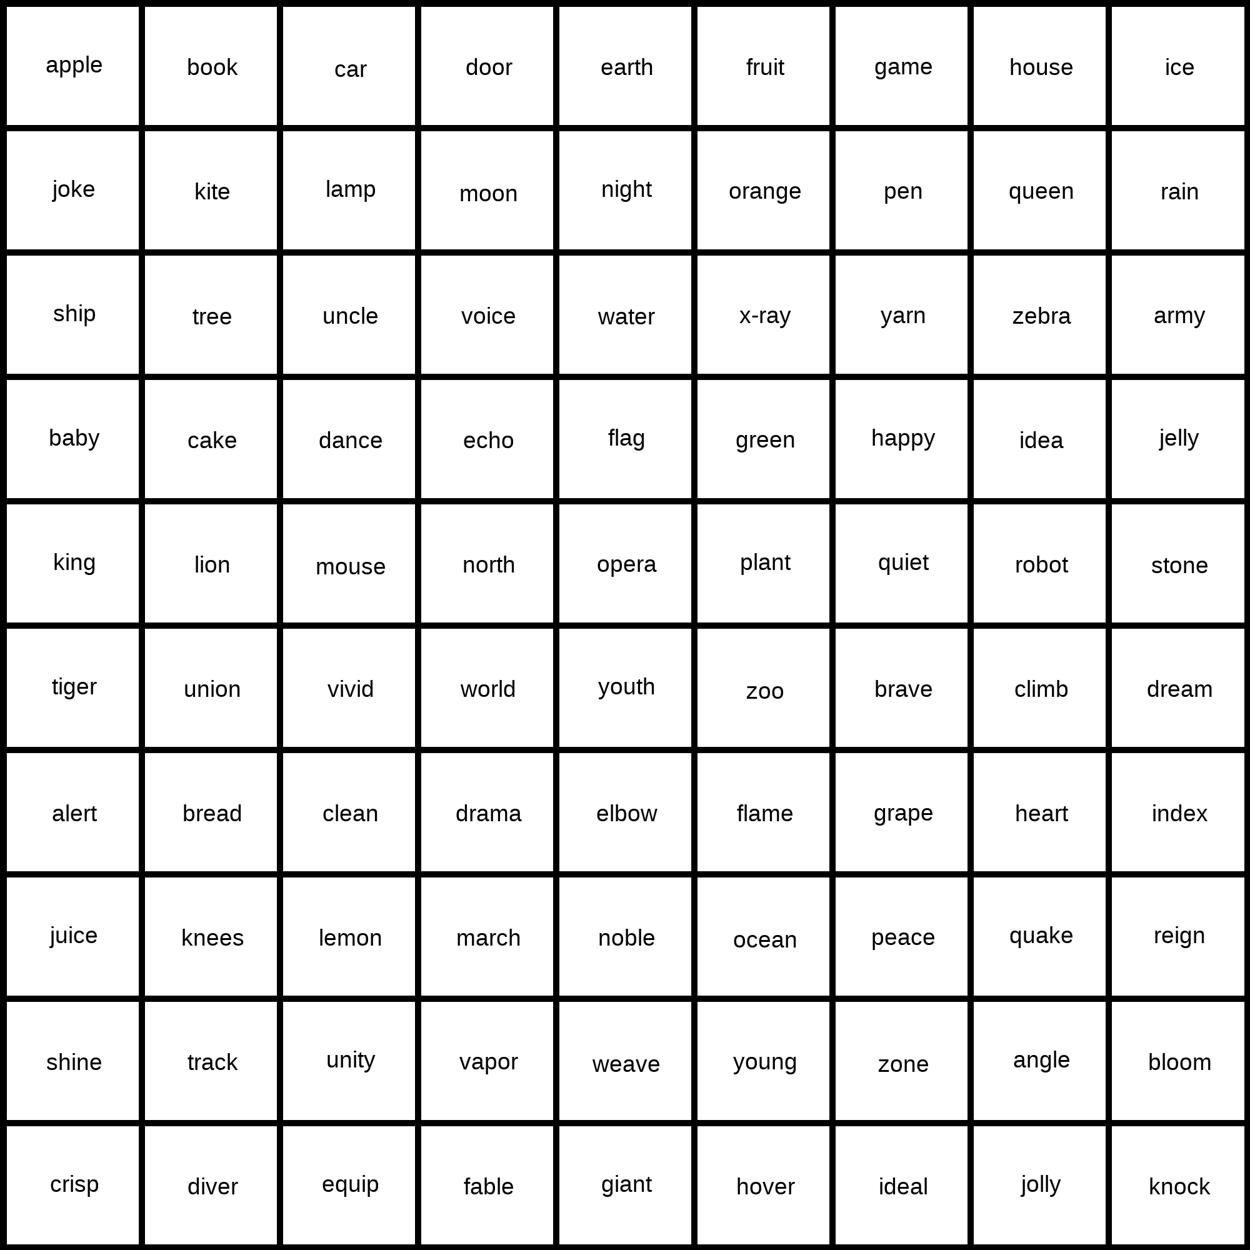 apple book car door earth fruit game house ice
joke kite lamp moon night orange pen queen rain
ship tree uncle voice water x-ray yarn zebra army
baby cake dance echo flag green happy idea jelly
king lion mouse north opera plant quiet robot stone
tiger union vivid world youth zoo brave climb dream
alert bread clean drama elbow flame grape heart index
juice knees lemon march noble ocean peace quake reign
shine track unity vapor weave young zone angle bloom
crisp diver equip fable giant hover ideal jolly knock